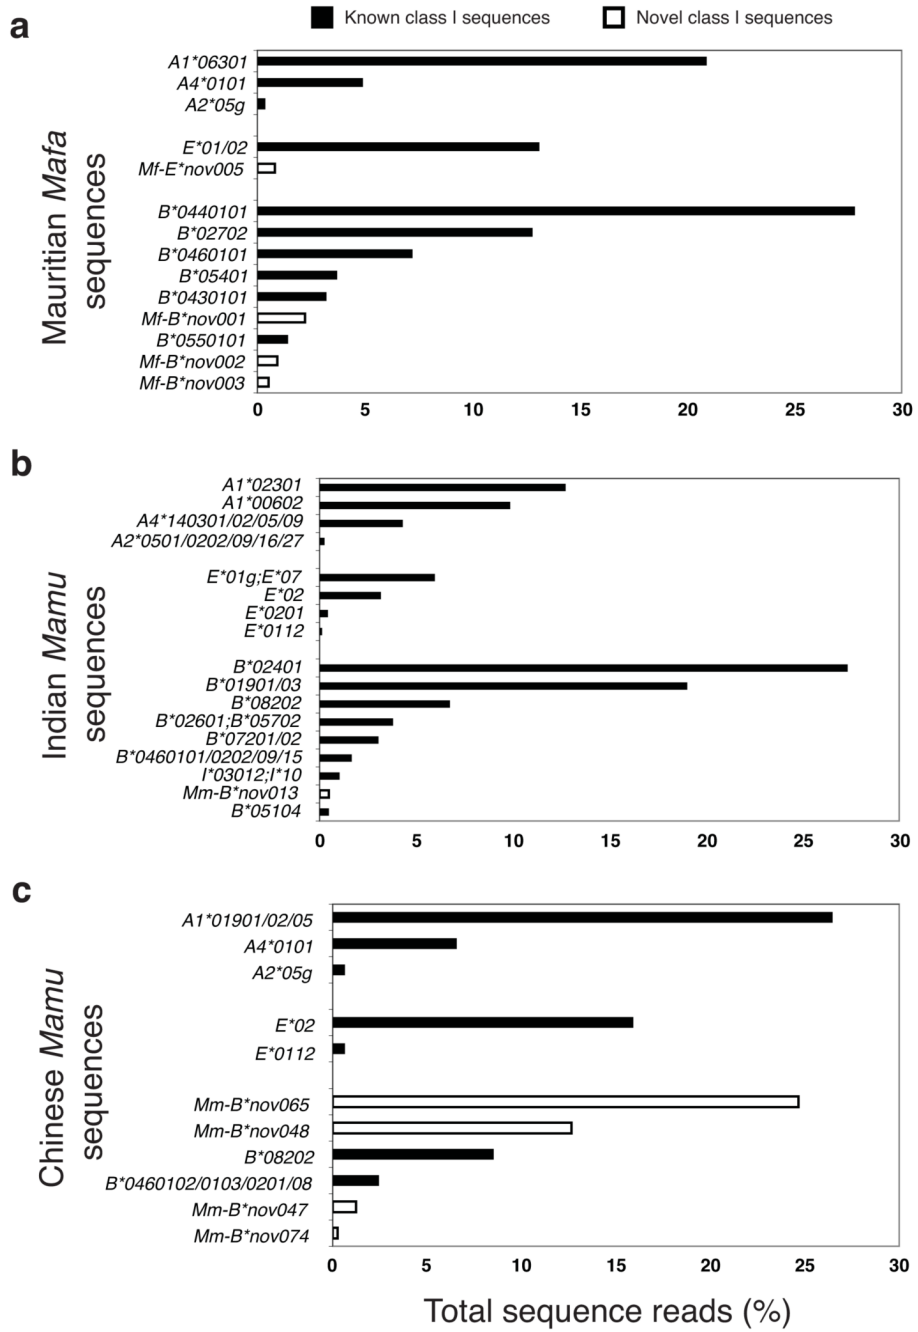 a
Known class I sequences
Novel class I sequences
Mauritian Mafa
sequences
A1*06301
A4*0101
A2*05g
E*01/02
Mf-E*nov005
B*0440101
B*02702
B*0460101
B*05401
B*0430101
Mf-B*nov001
B*0550101
Mf-B*nov002
Mf-B*nov003
0 5 10 15 20 25 30
b
Indian Mamu
sequences
A1*02301
A1*00602
A4*140301/02/05/09
A2*0501/0202/09/16/27
E*01g;E*07
E*02
E*0201
E*0112
B*02401
B*01901/03
B*08202
B*02601;B*05702
B*07201/02
B*0460101/0202/09/15
I*03012;I*10
Mm-B*nov013
B*05104
0 5 10 15 20 25 30
c
Chinese Mamu
sequences
A1*01901/02/05
A4*0101
A2*05g
E*02
E*0112
Mm-B*nov065
Mm-B*nov048
B*08202
B*0460102/0103/0201/08
Mm-B*nov047
Mm-B*nov074
0 5 10 15 20 25 30
Total sequence reads (%)